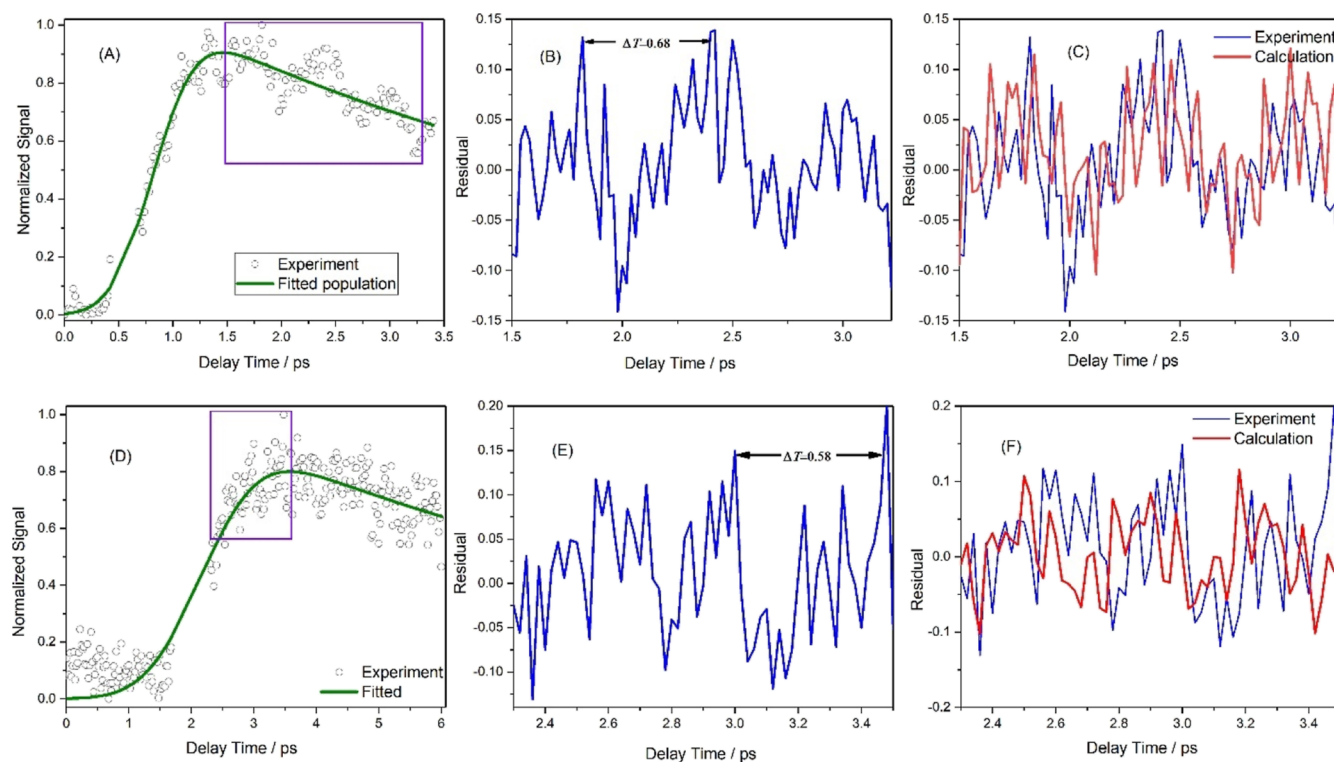 (A)
1.0
0.8
0.6
0.4
0.2
0.0
Normalized Signal
Experiment
Fitted population
0.0 0.5 1.0 1.5 2.0 2.5 3.0 3.5
Delay Time / ps
(B)
ΔT=0.68
0.15
0.10
0.05
0.00
-0.05
-0.10
-0.15
Residual
1.5 2.0 2.5 3.0
Delay Time / ps
(C)
Experiment
Calculation
0.15
0.10
0.05
0.00
-0.05
-0.10
-0.15
Residual
1.5 2.0 2.5 3.0
Delay Time / ps
(D)
1.0
0.8
0.6
0.4
0.2
0.0
Normalized Signal
Experiment
Fitted
0 1 2 3 4 5 6
Delay Time / ps
(E)
ΔT=0.58
0.20
0.15
0.10
0.05
0.00
-0.05
-0.10
Residual
2.4 2.6 2.8 3.0 3.2 3.4
Delay Time / ps
(F)
Experiment
Calculation
0.2
0.1
0.0
-0.1
-0.2
Residual
2.4 2.6 2.8 3.0 3.2 3.4
Delay Time / ps